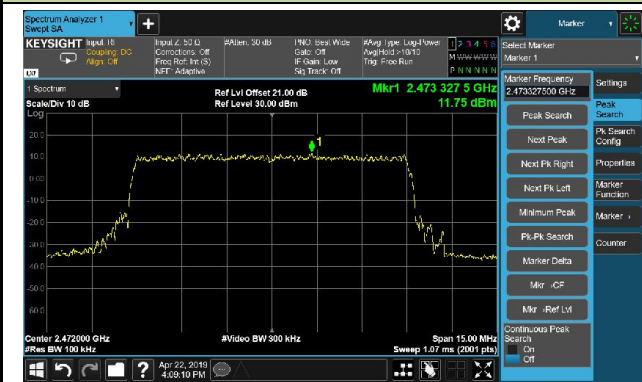 Spectrum Analyzer 1
Swept SA
+
Marker
KEYSIGHT
Input: RF
Coupling: DC
Align: Off
Input Z: 50 Ω
Corrections: Off
Freq Ref: Int (S)
NFE: Adaptive
#Atten: 30 dB
PNO: Best Wide
Gate: Off
IF Gain: Low
Sig Track: Off
#Avg Type: Log-Power
Avg|Hold: >10/10
Trig: Free Run
1 2 3 4 5 6
M W W W W W
P N N N N N
Select Marker
Marker 1
LXI
1 Spectrum
Scale/Div 10 dB
Log
Ref Lvl Offset 21.00 dB
Ref Level 30.00 dBm
Mkr1 2.473 327 5 GHz
11.75 dBm
1
20.0
10.0
0.00
-10.0
-20.0
-30.0
-40.0
-50.0
-60.0
Center 2.472000 GHz
#Res BW 100 kHz
#Video BW 300 kHz
Span 15.00 MHz
Sweep 1.07 ms (2001 pts)
Marker Frequency
2.473327500 GHz
Peak Search
Next Peak
Next Pk Right
Next Pk Left
Minimum Peak
Pk-Pk Search
Marker Delta
Mkr→CF
Mkr→Ref Lvl
Continuous Peak
Search
On
Off
Settings
Peak
Search
Pk Search
Config
Properties
Marker
Function
Marker→
Counter
?
Apr 22, 2019
4:09:10 PM